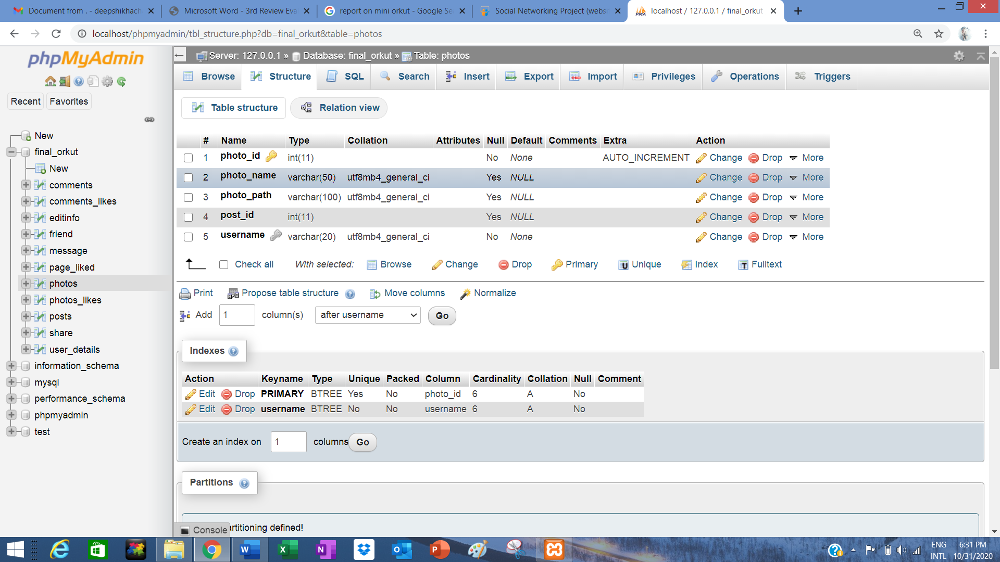 Document from . - deepshikhach
Microsoft Word - 3rd Review Eva
report on mini orkut - Google Se
Social Networking Project (websi
localhost / 127.0.0.1 / final_orkut
localhost/phpmyadmin/tbl_structure.php?db=final_orkut&table=photos
phpMyAdmin
Recent Favorites
New
final_orkut
New
comments
comments_likes
editinfo
friend
message
page_liked
photos
photos_likes
posts
share
user_details
information_schema
mysql
performance_schema
phpmyadmin
test
Server: 127.0.0.1 » Database: final_orkut » Table: photos
Browse Structure SQL Search Insert Export Import Privileges Operations Triggers
Table structure Relation view
# Name Type Collation Attributes Null Default Comments Extra Action
1 photo_id int(11) No None AUTO_INCREMENT Change Drop More
2 photo_name varchar(50) utf8mb4_general_ci Yes NULL Change Drop More
3 photo_path varchar(100) utf8mb4_general_ci Yes NULL Change Drop More
4 post_id int(11) Yes NULL Change Drop More
5 username varchar(20) utf8mb4_general_ci No None Change Drop More
Check all With selected: Browse Change Drop Primary Unique Index Fulltext
Print Propose table structure Move columns Normalize
Add 1 column(s) after username Go
Indexes
Action Keyname Type Unique Packed Column Cardinality Collation Null Comment
Edit Drop PRIMARY BTREE Yes No photo_id 6 A No
Edit Drop username BTREE No No username 6 A No
Create an index on 1 columns Go
Partitions
artitioning defined!
Console
ENG 6:31 PM
INTL 10/31/2020